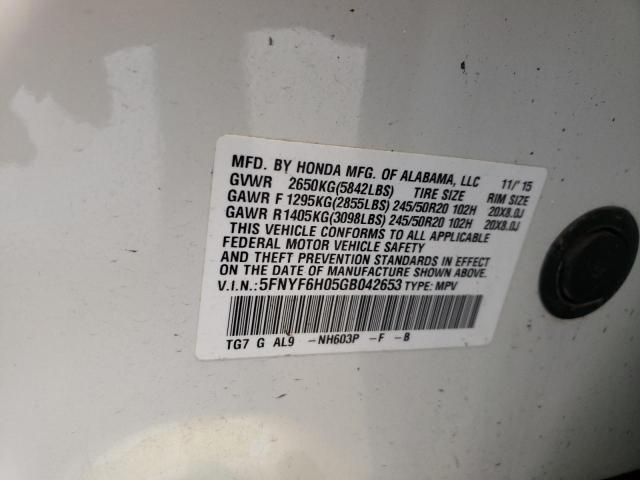 MFD. BY HONDA MFG. OF ALABAMA, LLC 11/'15
GVWR 2650KG(5842LBS) TIRE SIZE RIM SIZE
GAWR F 1295KG(2855LBS) 245/50R20 102H 20X8.0J
GAWR R 1405KG(3098LBS) 245/50R20 102H 20X8.0J
THIS VEHICLE CONFORMS TO ALL APPLICABLE
FEDERAL MOTOR VEHICLE SAFETY
AND THEFT PREVENTION STANDARDS IN EFFECT
ON THE DATE OF MANUFACTURE SHOWN ABOVE.
V.I.N.: 5FNYF6H05GB042653 TYPE: MPV
TG7 G AL9 -NH603P -F -B